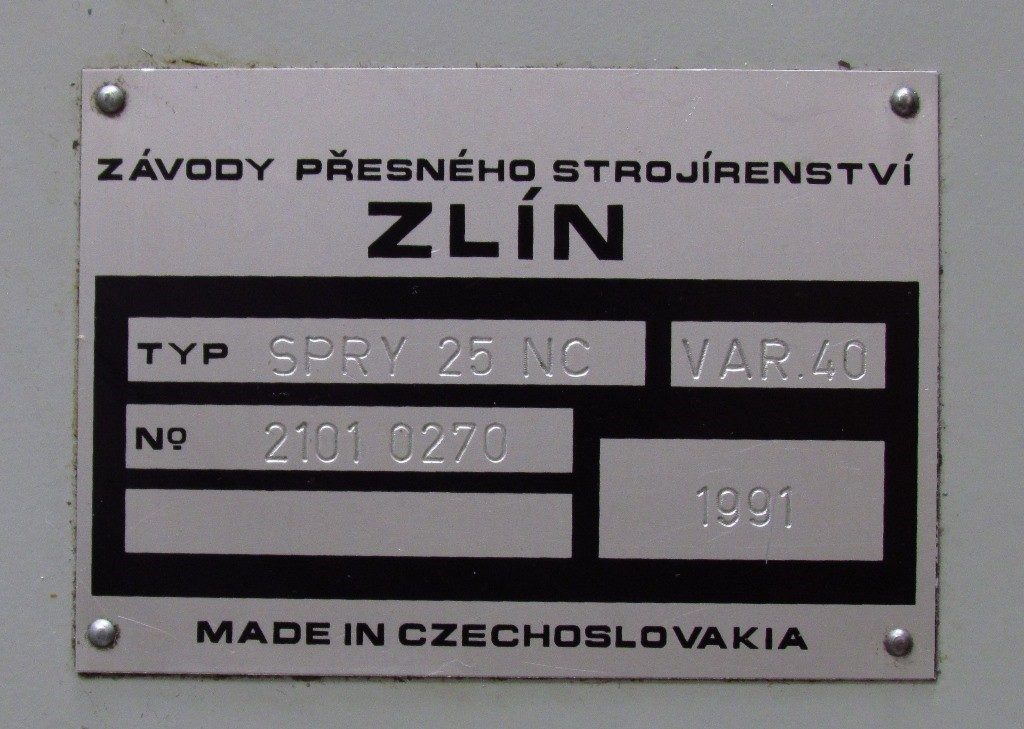 ZÁVODY PŘESNÉHO STROJÍRENSTVÍ
ZLÍN
TYP SPRY 25 NC VAR.40
Nº 2101 0270
1991
MADE IN CZECHOSLOVAKIA